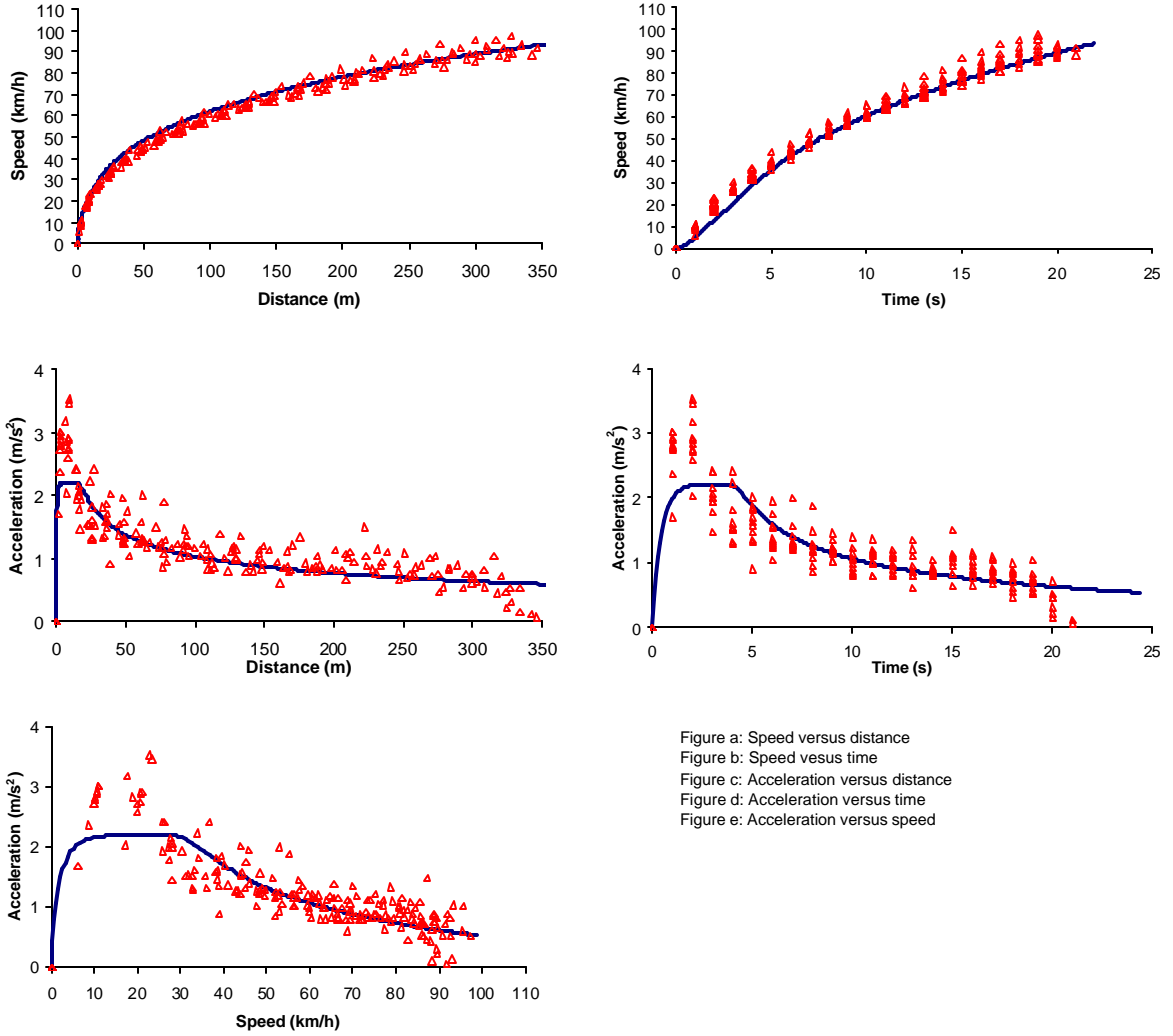 110
100
90
80
70
60
50
40
30
20
10
0
Speed (km/h)
0 50 100 150 200 250 300 350
Distance (m)
110
100
90
80
70
60
50
40
30
20
10
0
Speed (km/h)
0 5 10 15 20 25
Time (s)
4
3
2
1
0
Acceleration (m/s²)
0 50 100 150 200 250 300 350
Distance (m)
4
3
2
1
0
Acceleration (m/s²)
0 5 10 15 20 25
Time (s)
4
3
2
1
0
Acceleration (m/s²)
0 10 20 30 40 50 60 70 80 90 100 110
Speed (km/h)
Figure a: Speed versus distance
Figure b: Speed vesus time
Figure c: Acceleration versus distance
Figure d: Acceleration versus time
Figure e: Acceleration versus speed